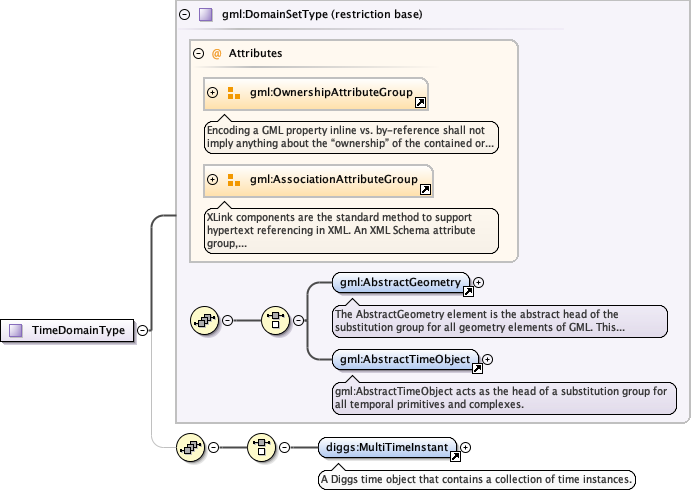 gml:DomainSetType (restriction base)
@ Attributes
gml:OwnershipAttributeGroup
Encoding a GML property inline vs. by-reference shall not
imply anything about the “ownership” of the contained or...
gml:AssociationAttributeGroup
XLink components are the standard method to support
hypertext referencing in XML. An XML Schema attribute
group,...
gml:AbstractGeometry
The AbstractGeometry element is the abstract head of the
substitution group for all geometry elements of GML. This...
TimeDomainType
gml:AbstractTimeObject
gml:AbstractTimeObject acts as the head of a substitution group for
all temporal primitives and complexes.
diggs:MultiTimeInstant
A Diggs time object that contains a collection of time instances.